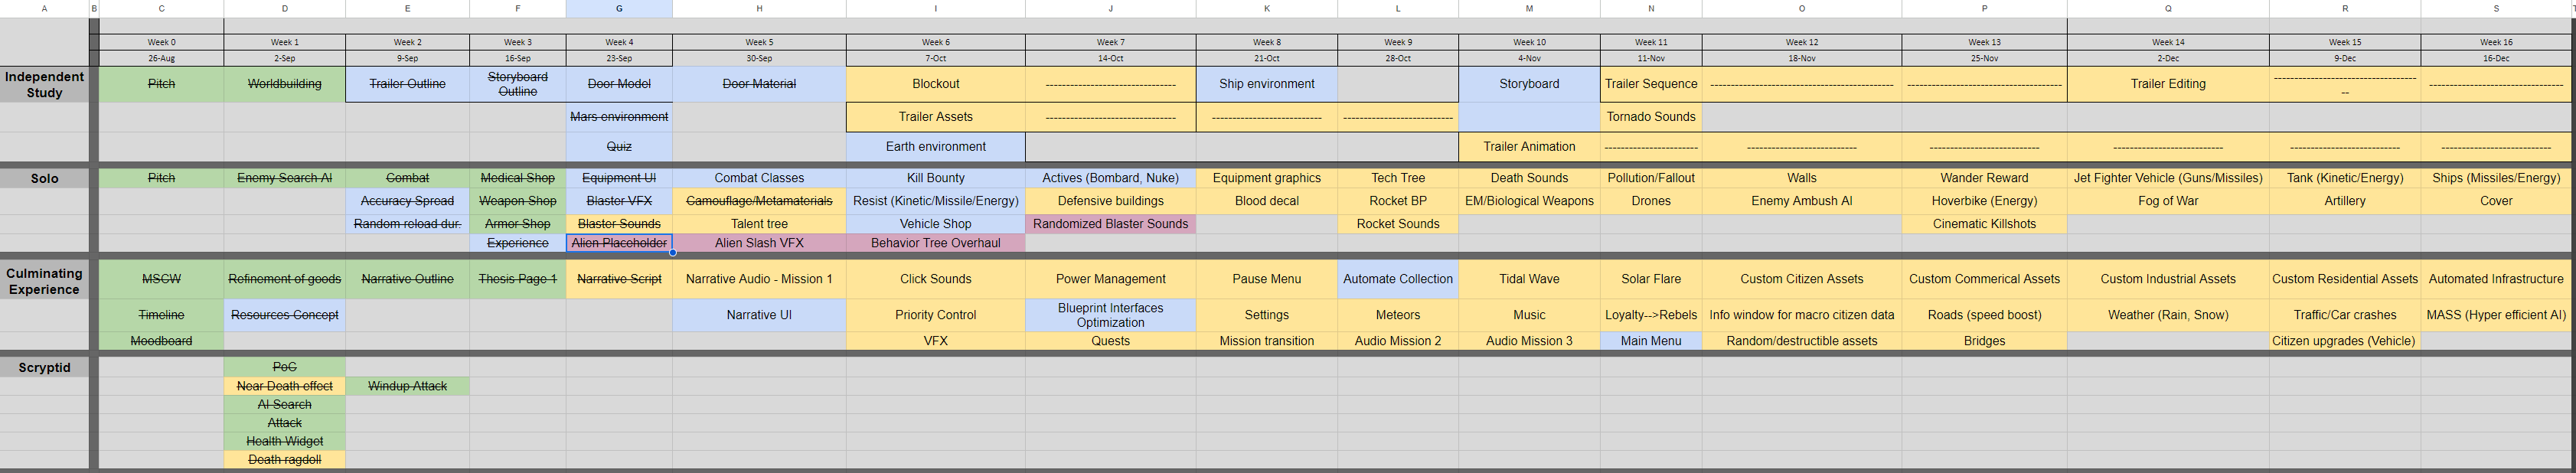 A B C D E F G H I J K L M N O P Q R S
Week 0 Week 1 Week 2 Week 3 Week 4 Week 5 Week 6 Week 7 Week 8 Week 9 Week 10 Week 11 Week 12 Week 13 Week 14 Week 15 Week 16
26-Aug 2-Sep 9-Sep 16-Sep 23-Sep 30-Sep 7-Oct 14-Oct 21-Oct 28-Oct 4-Nov 11-Nov 18-Nov 25-Nov 2-Dec 9-Dec 16-Dec
Independent Study Pitch Worldbuilding Trailer Outline Storyboard Outline Door Model Door Material Blockout -------------------------------- Ship environment Storyboard Trailer Sequence --------------------------------------------- -------------------------------------- Trailer Editing ------------------------------------- ---------------------------------
Mars environment Trailer Assets -------------------------------- --------------------------- --------------------------- Tornado Sounds
Quiz Earth environment Trailer Animation ----------------------- --------------------------- --------------------------- --------------------------- --------------------------- ---------------------------
Solo Pitch Enemy Search AI Combat Medical Shop Equipment UI Combat Classes Kill Bounty Actives (Bombard, Nuke) Equipment graphics Tech Tree Death Sounds Pollution/Fallout Walls Wander Reward Jet Fighter Vehicle (Guns/Missiles) Tank (Kinetic/Energy) Ships (Missiles/Energy)
Accuracy Spread Weapon Shop Blaster VFX Camouflage/Metamaterials Resist (Kinetic/Missile/Energy) Defensive buildings Blood decal Rocket BP EM/Biological Weapons Drones Enemy Ambush AI Hoverbike (Energy) Fog of War Artillery Cover
Random reload dur. Armor Shop Blaster Sounds Talent tree Vehicle Shop Randomized Blaster Sounds Rocket Sounds Cinematic Killshots
Experience Alien Placeholder Alien Slash VFX Behavior Tree Overhaul
Culminating Experience MSCW Refinement of goods Narrative Outline Thesis Page 1 Narrative Script Narrative Audio - Mission 1 Click Sounds Power Management Pause Menu Automate Collection Tidal Wave Solar Flare Custom Citizen Assets Custom Commerical Assets Custom Industrial Assets Custom Residential Assets Automated Infrastructure
Timeline Resources Concept Narrative UI Priority Control Blueprint Interfaces Optimization Settings Meteors Music Loyalty-->Rebels Info window for macro citizen data Roads (speed boost) Weather (Rain, Snow) Traffic/Car crashes MASS (Hyper efficient AI)
Moodboard VFX Quests Mission transition Audio Mission 2 Audio Mission 3 Main Menu Random/destructible assets Bridges Citizen upgrades (Vehicle)
Scryptid PoC
Near Death effect Windup Attack
AI Search
Attack
Health Widget
Death ragdoll